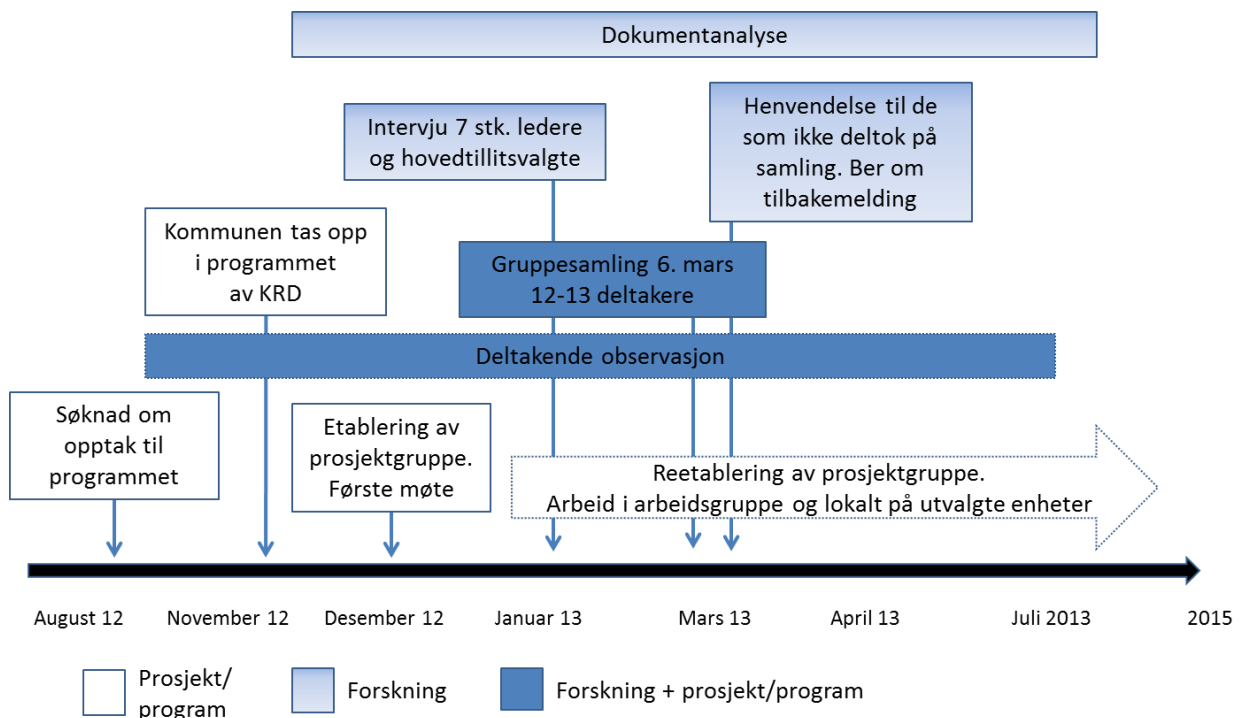 Dokumentanalyse
Intervju 7 stk. ledere
og hovedtillitsvalgte
Henvendelse til de
som ikke deltok på
samling. Ber om
tilbakemelding
Kommunen tas opp
i programmet
av KRD
Gruppesamling 6. mars
12-13 deltakere
Deltakende observasjon
Søknad om
opptak til
programmet
Etablering av
prosjektgruppe.
Første møte
Reetablering av prosjektgruppe.
Arbeid i arbeidsgruppe og lokalt på utvalgte enheter
August 12
November 12
Desember 12
Januar 13
Mars 13
April 13
Juli 2013
2015
Prosjekt/
program
Forskning
Forskning + prosjekt/program